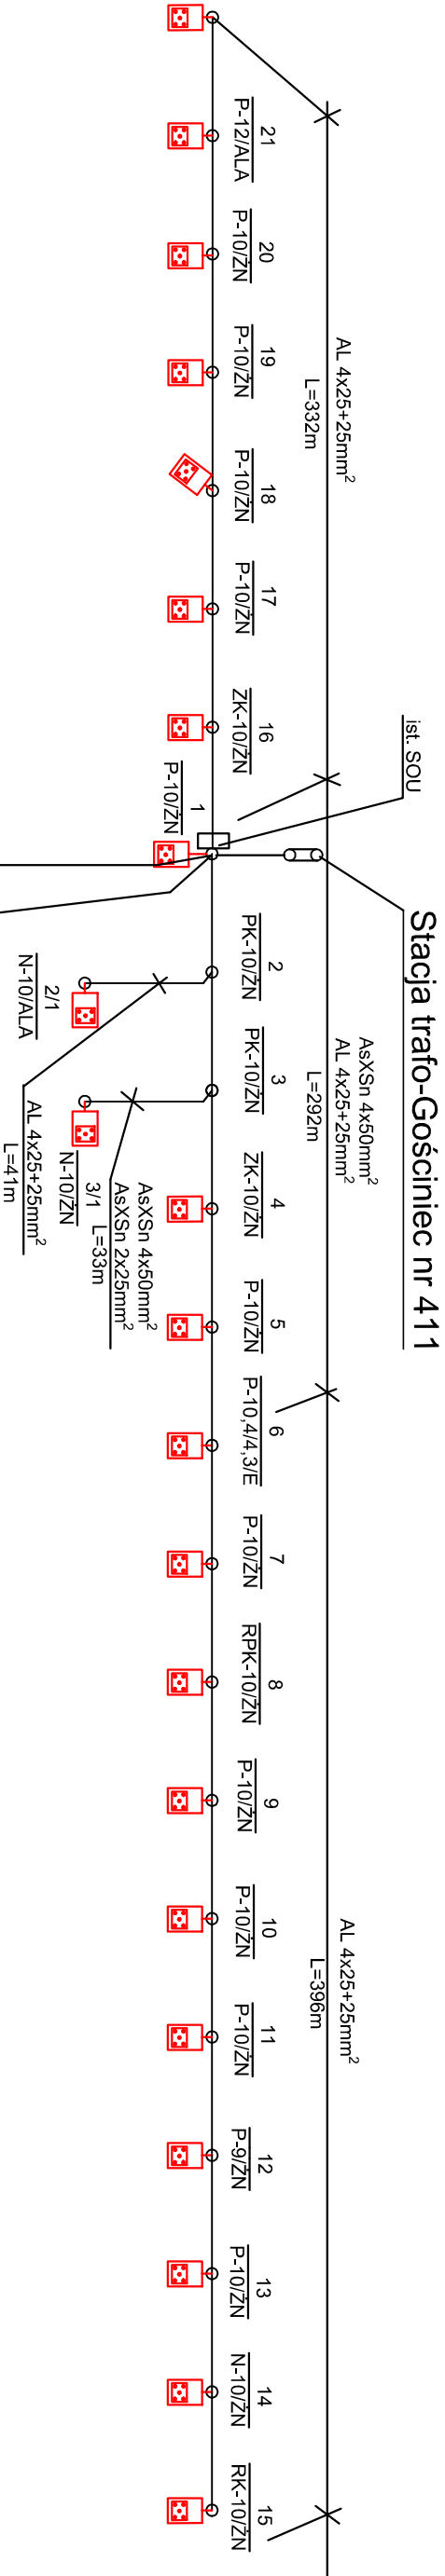 Stacja trafo-Gościniec nr 411
ist. SOU
AL 4x25+25mm²
L=332m
AsXSn 4x50mm²
AL 4x25+25mm²
L=292m
AL 4x25+25mm²
L=396m
21
P-12/ALA
20
P-10/ŻN
19
P-10/ŻN
18
P-10/ŻN
17
P-10/ŻN
16
ZK-10/ŻN
1
P-10/ŻN
2
PK-10/ŻN
3
PK-10/ŻN
4
ZK-10/ŻN
5
P-10/ŻN
6
P-10,4/4,3/E
7
P-10/ŻN
8
RPK-10/ŻN
9
P-10/ŻN
10
P-10/ŻN
11
P-10/ŻN
12
P-9/ŻN
13
P-10/ŻN
14
N-10/ŻN
15
RK-10/ŻN
2/1
N-10/ALA
AL 4x25+25mm²
L=41m
3/1
N-10/ŻN
AsXSn 4x50mm²
AsXSn 2x25mm²
L=33m